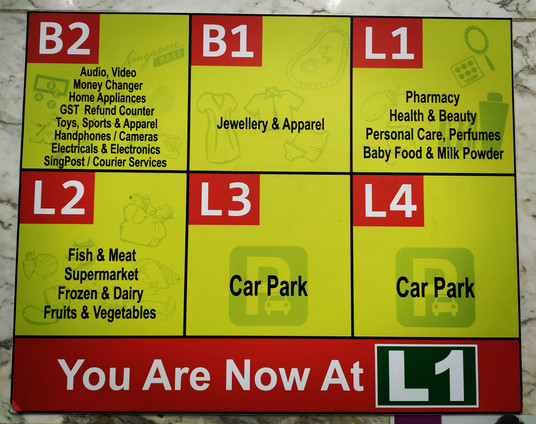 B2
Singapore
POST
Audio, Video
Money Changer
Home Appliances
GST Refund Counter
Toys, Sports & Apparel
Handphones / Cameras
Electricals & Electronics
SingPost / Courier Services
B1
Jewellery & Apparel
L1
Pharmacy
Health & Beauty
Personal Care, Perfumes
Baby Food & Milk Powder
L2
Fish & Meat
Supermarket
Frozen & Dairy
Fruits & Vegetables
L3
P
Car Park
L4
P
Car Park
You Are Now At L1